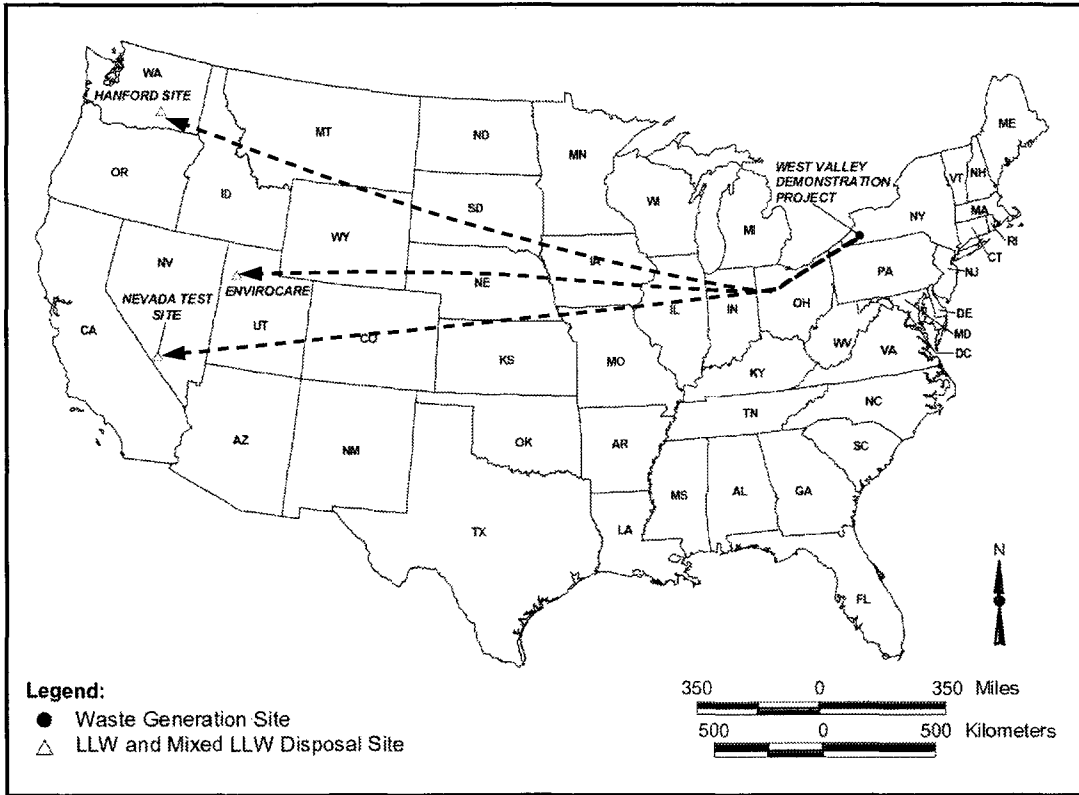 WA
HANFORD SITE
MT
ND
MN
ME
OR
ID
WEST VALLEY
DEMONSTRATION
PROJECT
VT
NH
WI
SD
NY
MA
WY
MI
RI
CT
IA
PA
NJ
NV
NE
ENVIROCARE
NEVADA TEST
SITE
OH
IL
IN
DE
CA
UT
CO
MD
WV
VA
DC
KS
MO
KY
NC
TN
AZ
NM
OK
AR
SC
MS
AL
GA
TX
LA
N
FL
Legend:
Waste Generation Site
LLW and Mixed LLW Disposal Site
350 0 350 Miles
500 0 500 Kilometers